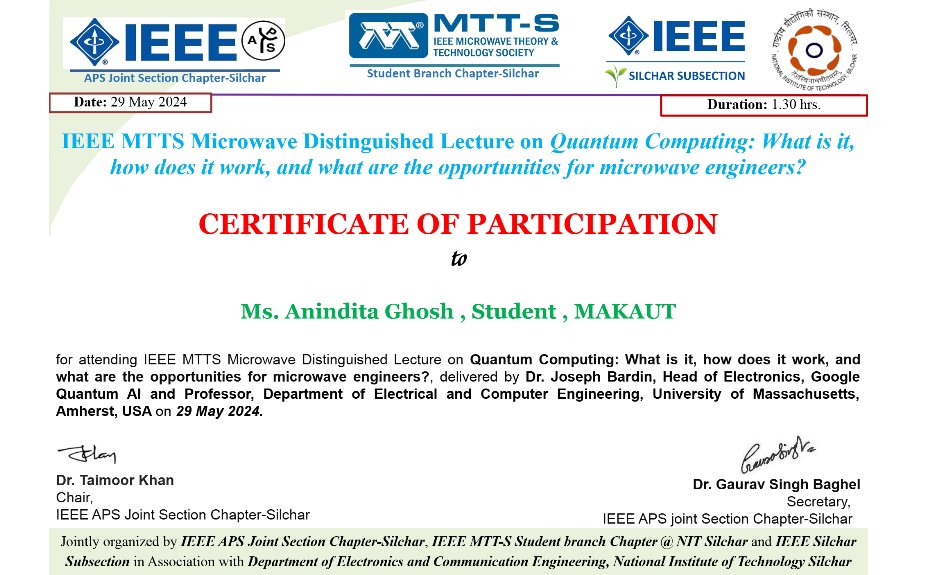 IEEE APS
APS Joint Section Chapter-Silchar
MTT-S
IEEE MICROWAVE THEORY &
TECHNOLOGY SOCIETY
Student Branch Chapter-Silchar
IEEE
SILCHAR SUBSECTION
राष्ट्रीय प्रौद्योगिकी संस्थान, सिलचर
NATIONAL INSTITUTE OF TECHNOLOGY, SILCHAR
Date: 29 May 2024
Duration: 1.30 hrs.
IEEE MTTS Microwave Distinguished Lecture on Quantum Computing: What is it,
how does it work, and what are the opportunities for microwave engineers?
CERTIFICATE OF PARTICIPATION
to
Ms. Anindita Ghosh , Student , MAKAUT
for attending IEEE MTTS Microwave Distinguished Lecture on Quantum Computing: What is it, how does it work, and
what are the opportunities for microwave engineers?, delivered by Dr. Joseph Bardin, Head of Electronics, Google
Quantum AI and Professor, Department of Electrical and Computer Engineering, University of Massachusetts,
Amherst, USA on 29 May 2024.
Dr. Taimoor Khan
Chair,
IEEE APS Joint Section Chapter-Silchar
Dr. Gaurav Singh Baghel
Secretary,
IEEE APS joint Section Chapter-Silchar
Jointly organized by IEEE APS Joint Section Chapter-Silchar, IEEE MTT-S Student branch Chapter @ NIT Silchar and IEEE Silchar
Subsection in Association with Department of Electronics and Communication Engineering, National Institute of Technology Silchar